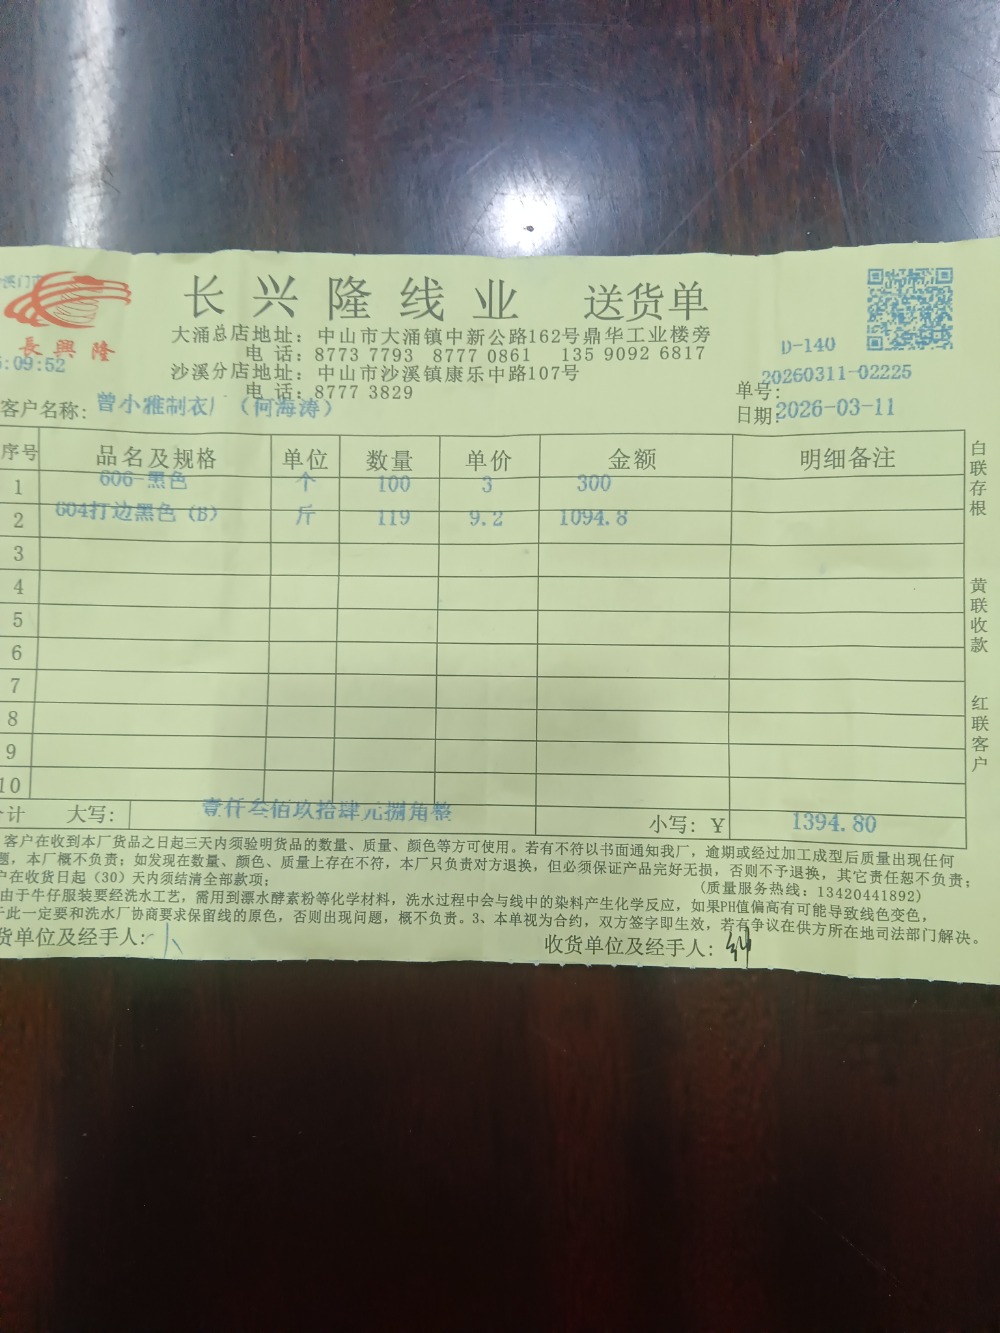 長興隆
:09:52
长兴隆线业 送货单
大涌总店地址：中山市大涌镇中新公路162号鼎华工业楼旁
电 话：8773 7793 8777 0861 135 9092 6817
沙溪分店地址：中山市沙溪镇康乐中路107号
电 话：8777 3829
D-140
单号：20260311-02225
客户名称：曾小雅制衣厂（何海涛）
日期：2026-03-11
序号 品名及规格 单位 数量 单价 金额 明细备注
1 606-黑色 个 100 3 300
2 604打边黑色（B） 斤 119 9.2 1094.8
3
4
5
6
7
8
9
10
计 大写： 壹仟叁佰玖拾肆元捌角整 小写：￥ 1394.80
白联存根
黄联收款
红联客户
客户在收到本厂货品之日起三天内须验明货品的数量、质量、颜色等方可使用。若有不符以书面通知我厂，逾期或经过加工成型后质量出现任何
题，本厂概不负责；如发现在数量、颜色、质量上存在不符，本厂只负责对方退换，但必须保证产品完好无损，否则不予退换，其它责任恕不负责；
户在收货日起（30）天内须结清全部款项； （质量服务热线：13420441892）
由于牛仔服装要经洗水工艺，需用到漂水酵素粉等化学材料，洗水过程中会与线中的染料产生化学反应，如果PH值偏高有可能导致线色变色，
此一定要和洗水厂协商要求保留线的原色，否则出现问题，概不负责。3、本单视为合约，双方签字即生效，若有争议在供方所在地司法部门解决。
货单位及经手人： 收货单位及经手人：